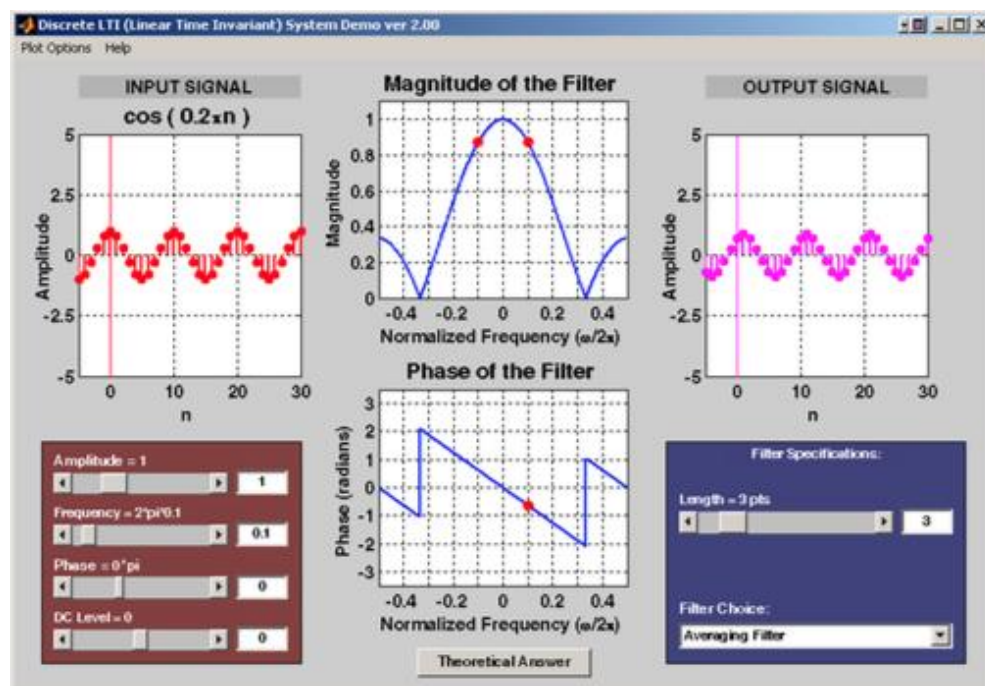 Discrete LTI (Linear Time Invariant) System Demo ver 2.00
Plot Options Help
INPUT SIGNAL
cos ( 0.2πn )
5
2.5
0
-2.5
-5
Amplitude
0 10 20 30
n
Magnitude of the Filter
1
0.8
0.6
0.4
0.2
0
Magnitude
-0.4 -0.2 0 0.2 0.4
Normalized Frequency (ω/2π)
OUTPUT SIGNAL
5
2.5
0
-2.5
-5
Amplitude
0 10 20 30
n
Phase of the Filter
3
2
1
0
-1
-2
-3
Phase (radians)
-0.4 -0.2 0 0.2 0.4
Normalized Frequency (ω/2π)
Amplitude = 1
1
Frequency = 2*pi*0.1
0.1
Phase = 0*pi
0
DC Level = 0
0
Theoretical Answer
Filter Specifications:
Length = 3 pts
3
Filter Choice:
Averaging Filter